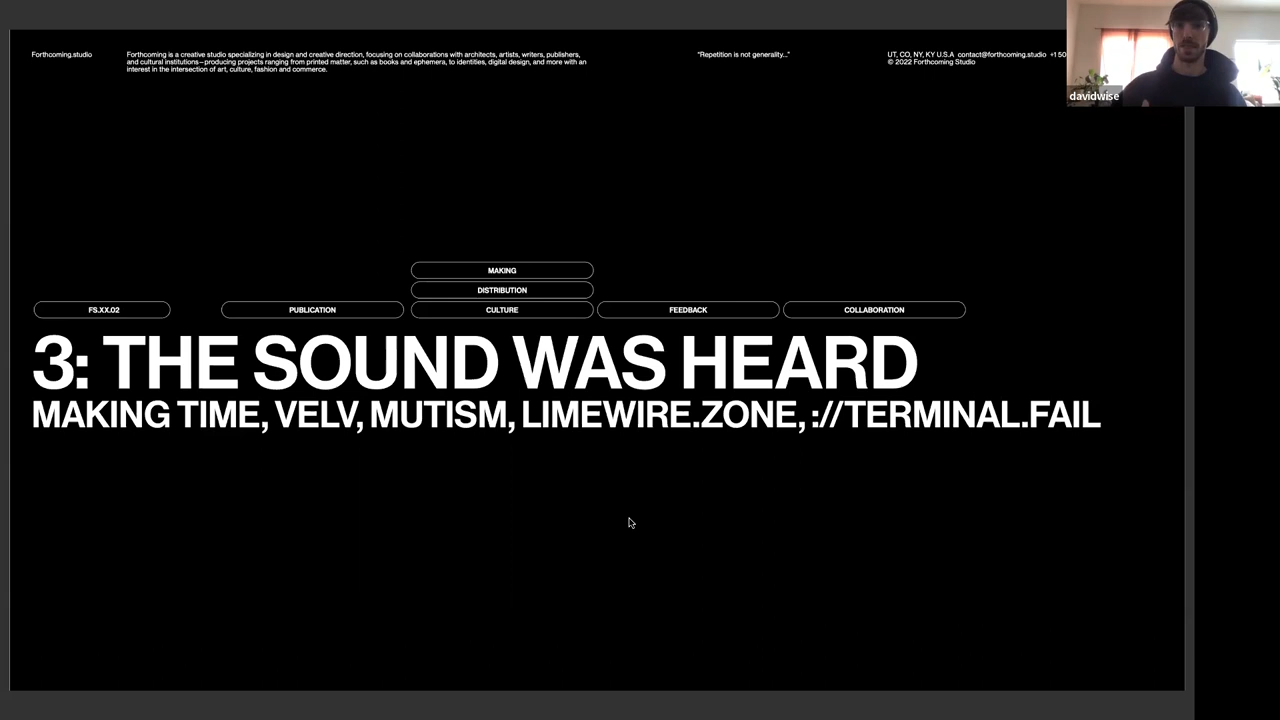 Forthcoming.studio
Forthcoming is a creative studio specializing in design and creative direction, focusing on collaborations with architects, artists, writers, publishers,
and cultural institutions—producing projects ranging from printed matter, such as books and ephemera, to identities, digital design, and more with an
interest in the intersection of art, culture, fashion and commerce.
"Repetition is not generality..."
UT, CO, NY, KY U.S.A contact@forthcoming.studio +1 50
© 2022 Forthcoming Studio
davidwise
MAKING
DISTRIBUTION
FS.XX.02
PUBLICATION
CULTURE
FEEDBACK
COLLABORATION
3: THE SOUND WAS HEARD
MAKING TIME, VELV, MUTISM, LIMEWIRE.ZONE, ://TERMINAL.FAIL